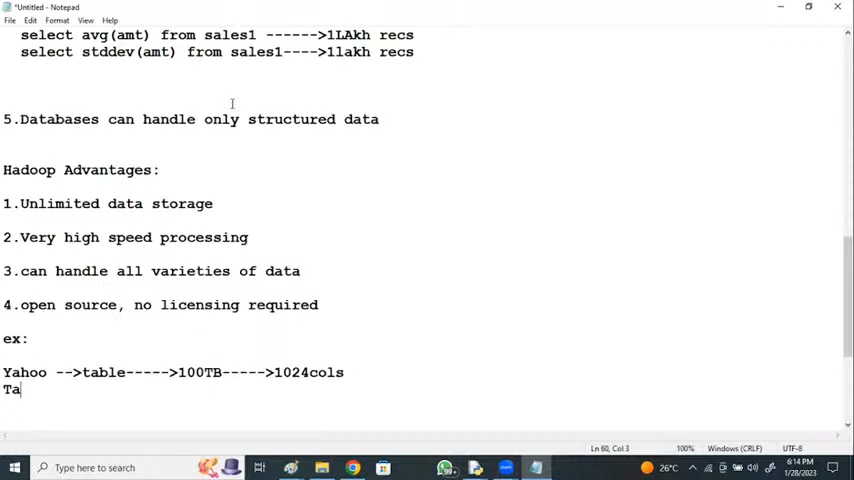 *Untitled - Notepad
File Edit Format View Help
select avg(amt) from sales1 ------>1LAkh recs
select stddev(amt) from sales1---->1lakh recs
5.Databases can handle only structured data
Hadoop Advantages:
1.Unlimited data storage
2.Very high speed processing
3.can handle all varieties of data
4.open source, no licensing required
ex:
Yahoo -->table----->100TB----->1024cols
Ta
Ln 60, Col 3 100% Windows (CRLF) UTF-8
Type here to search
99+
26°C
6:14 PM
1/28/2023